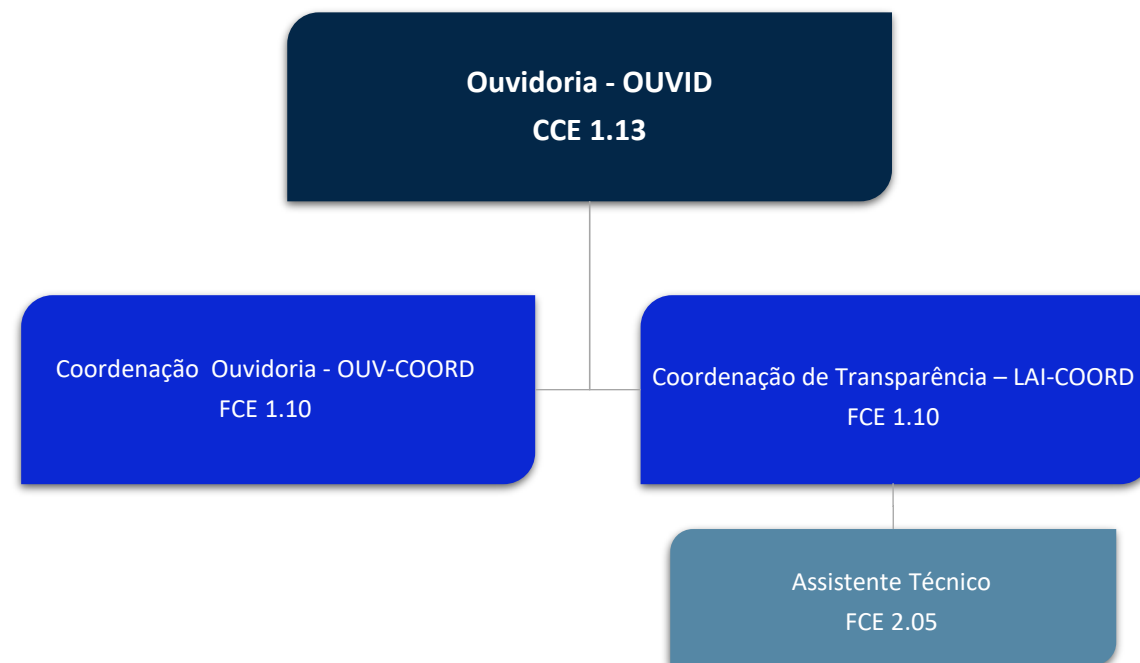 Ouvidoria - OUVID
CCE 1.13
Coordenação Ouvidoria - OUV-COORD
FCE 1.10
Coordenação de Transparência – LAI-COORD
FCE 1.10
Assistente Técnico
FCE 2.05